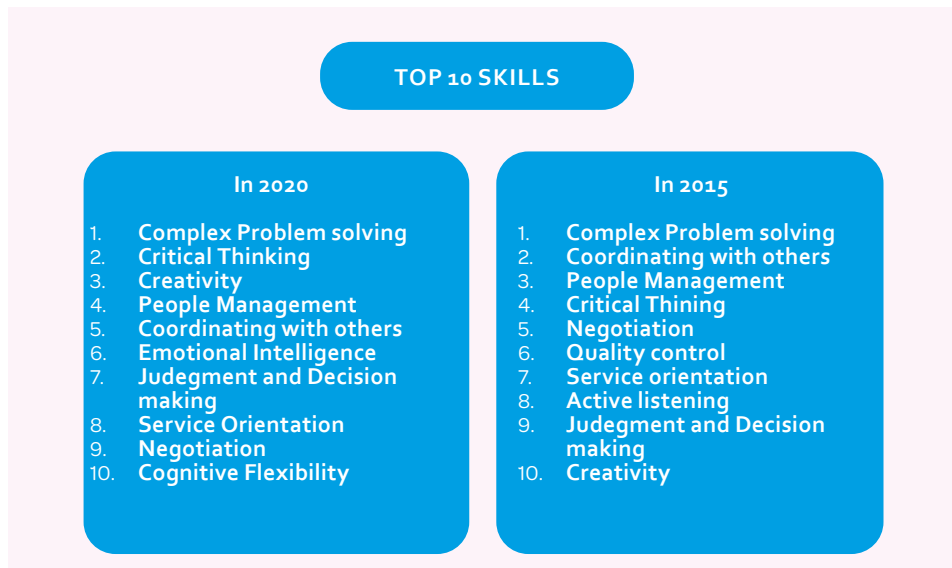 TOP 10 SKILLS
In 2020
1. Complex Problem solving
2. Critical Thinking
3. Creativity
4. People Management
5. Coordinating with others
6. Emotional Intelligence
7. Judegment and Decision
making
8. Service Orientation
9. Negotiation
10. Cognitive Flexibility
In 2015
1. Complex Problem solving
2. Coordinating with others
3. People Management
4. Critical Thining
5. Negotiation
6. Quality control
7. Service orientation
8. Active listening
9. Judegment and Decision
making
10. Creativity